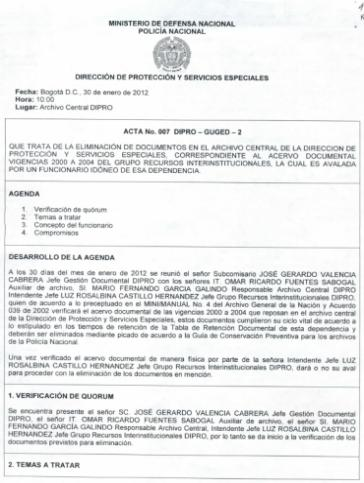 MINISTERIO DE DEFENSA NACIONAL
POLICÍA NACIONAL
DIRECCIÓN DE PROTECCIÓN Y SERVICIOS ESPECIALES
Fecha: Bogotá D.C., 30 de enero de 2012
Hora: 10:00
Lugar: Archivo Central DIPRO
ACTA No. 007 DIPRO – GUGED – 2
QUE TRATA DE LA ELIMINACIÓN DE DOCUMENTOS EN EL ARCHIVO CENTRAL DE LA DIRECCION DE
PROTECCIÓN Y SERVICIOS ESPECIALES, CORRESPONDIENTE AL ACERVO DOCUMENTAL
VIGENCIAS 2000 A 2004 DEL GRUPO RECURSOS INTERINSTITUCIONALES, LA CUAL ES AVALADA
POR UN FUNCIONARIO IDÓNEO DE ESA DEPENDENCIA.
AGENDA
1. Verificación de quórum
2. Temas a tratar
3. Concepto del funcionario
4. Compromisos
DESARROLLO DE LA AGENDA
A los 30 días del mes de enero de 2012 se reunió el señor Subcomisario JOSÉ GERARDO VALENCIA
CABRERA Jefe Gestión Documental DIPRO con los señores IT. OMAR RICARDO FUENTES SABOGAL
Auxiliar de archivo, SI. MARIO FERNANDO GARCIA GALINDO Responsable Archivo Central DIPRO
Intendente Jefe LUZ ROSALBINA CASTILLO HERNANDEZ Jefe Grupo Recursos Interinstitucionales DIPRO,
quien de acuerdo a lo preceptuado en el MINIMANUAL No. 4 del Archivo General de la Nación y Acuerdo
039 de 2002 verificará el acervo documental de las vigencias 2000 a 2004 que reposan en el archivo central
de la Dirección de Protección y Servicios Especiales, estos documentos cumplieron su ciclo vital de acuerdo a
lo estipulado en los tiempos de retención de la Tabla de Retención Documental de esta dependencia y
deberán ser eliminados mediante picado de acuerdo a la Guía de Conservación Preventiva para los archivos
de la Policía Nacional.
Una vez verificado el acervo documental de manera física por parte de la señora Intendente Jefe LUZ
ROSALBINA CASTILLO HERNANDEZ Jefe Grupo Recursos Interinstitucionales DIPRO, dará o no su aval
para proceder con la eliminación de los documentos en mención.
1. VERIFICACIÓN DE QUORUM
Se encuentra presente el señor SC. JOSÉ GERARDO VALENCIA CABRERA Jefe Gestión Documental
DIPRO, el señor IT. OMAR RICARDO FUENTES SABOGAL Auxiliar de archivo, el señor SI. MARIO
FERNANDO GARCÍA GALINDO Responsable Archivo Central, Intendente Jefe LUZ ROSALBINA CASTILLO
HERNANDEZ Jefe Grupo Recursos Interinstitucionales DIPRO, por lo tanto se da inicio a la verificación de los
documentos previstos para eliminación.
2. TEMAS A TRATAR